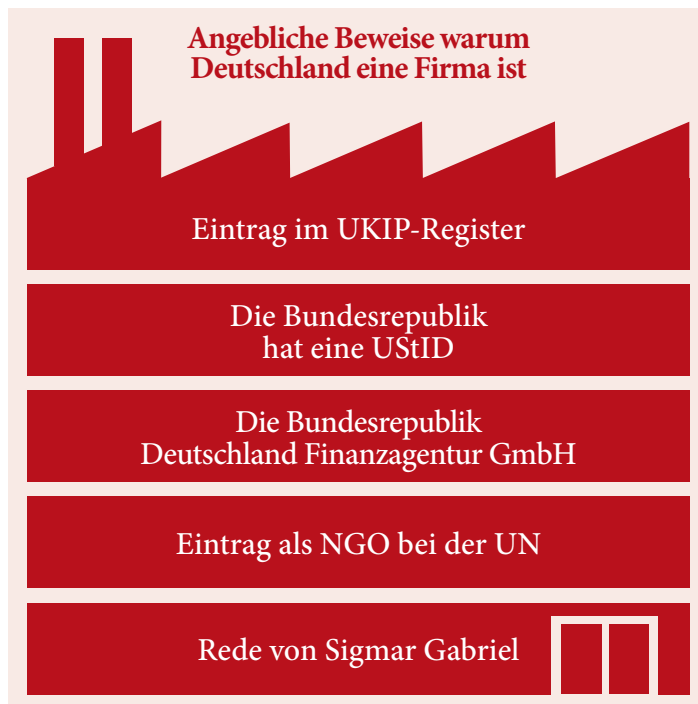 Angebliche Beweise warum
Deutschland eine Firma ist
Eintrag im UKIP-Register
Die Bundesrepublik
hat eine UStID
Die Bundesrepublik
Deutschland Finanzagentur GmbH
Eintrag als NGO bei der UN
Rede von Sigmar Gabriel